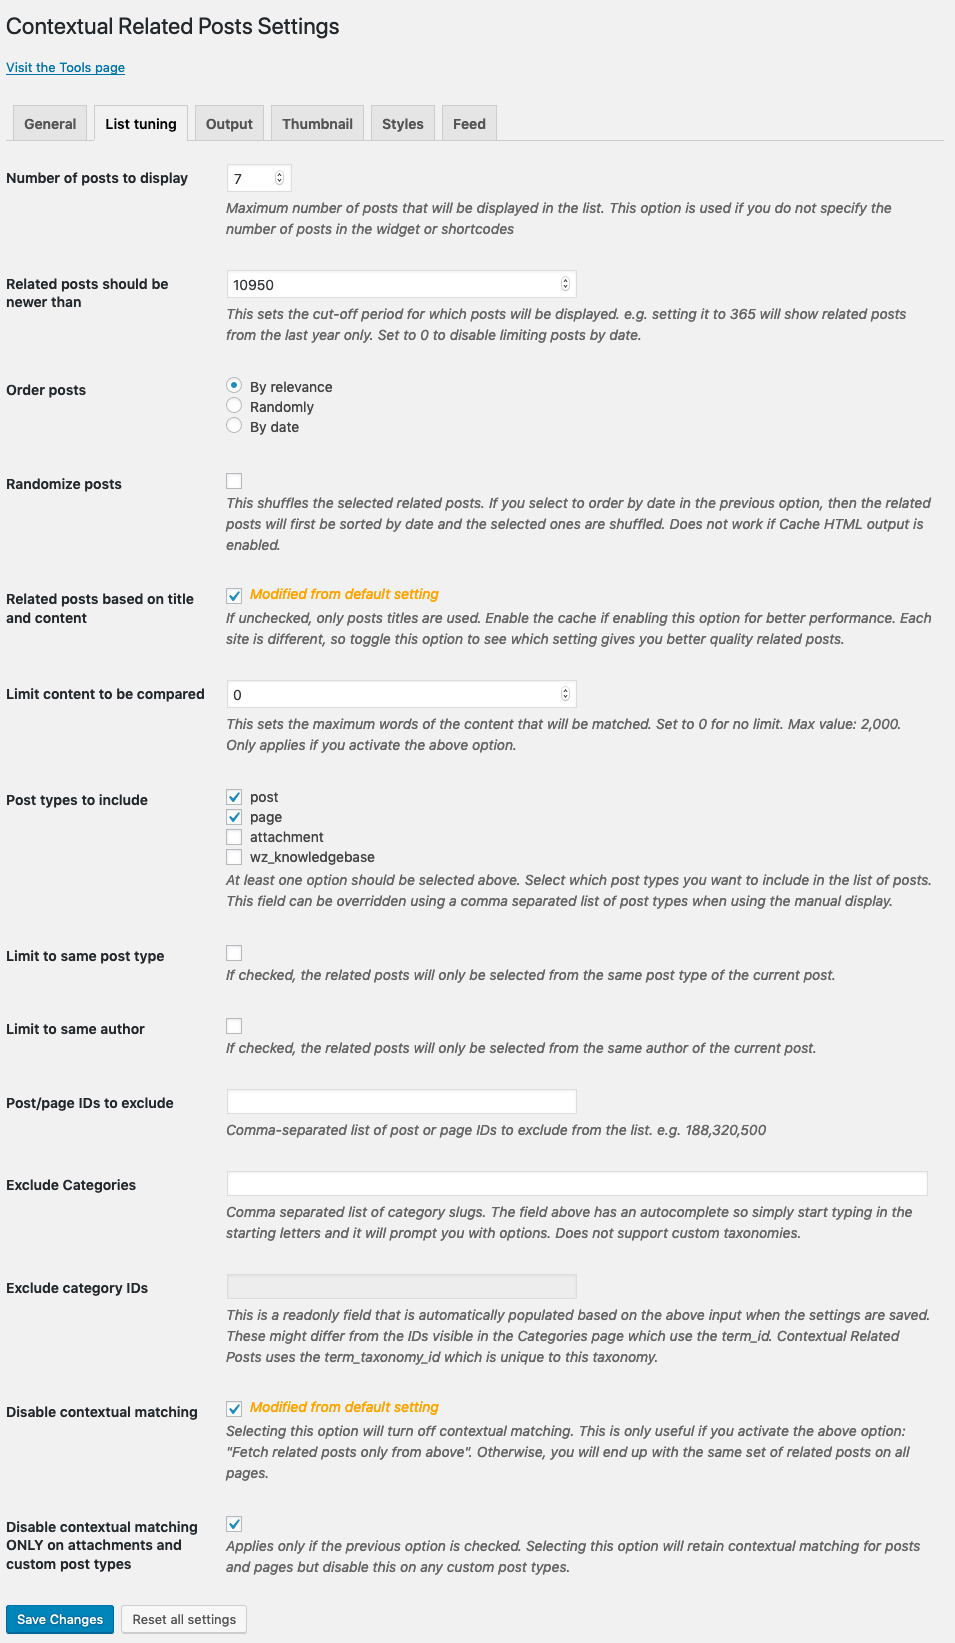 Contextual Related Posts Settings
Visit the Tools page
General
List tuning
Output
Thumbnail
Styles
Feed
Number of posts to display
7
Maximum number of posts that will be displayed in the list. This option is used if you do not specify the
number of posts in the widget or shortcodes
Related posts should be
newer than
10950
This sets the cut-off period for which posts will be displayed. e.g. setting it to 365 will show related posts
from the last year only. Set to 0 to disable limiting posts by date.
Order posts
By relevance
Randomly
By date
Randomize posts
This shuffles the selected related posts. If you select to order by date in the previous option, then the related
posts will first be sorted by date and the selected ones are shuffled. Does not work if Cache HTML output is
enabled.
Related posts based on title
and content
Modified from default setting
If unchecked, only posts titles are used. Enable the cache if enabling this option for better performance. Each
site is different, so toggle this option to see which setting gives you better quality related posts.
Limit content to be compared
0
This sets the maximum words of the content that will be matched. Set to 0 for no limit. Max value: 2,000.
Only applies if you activate the above option.
Post types to include
post
page
attachment
wz_knowledgebase
At least one option should be selected above. Select which post types you want to include in the list of posts.
This field can be overridden using a comma separated list of post types when using the manual display.
Limit to same post type
If checked, the related posts will only be selected from the same post type of the current post.
Limit to same author
If checked, the related posts will only be selected from the same author of the current post.
Post/page IDs to exclude
Comma-separated list of post or page IDs to exclude from the list. e.g. 188,320,500
Exclude Categories
Comma separated list of category slugs. The field above has an autocomplete so simply start typing in the
starting letters and it will prompt you with options. Does not support custom taxonomies.
Exclude category IDs
This is a readonly field that is automatically populated based on the above input when the settings are saved.
These might differ from the IDs visible in the Categories page which use the term_id. Contextual Related
Posts uses the term_taxonomy_id which is unique to this taxonomy.
Disable contextual matching
Modified from default setting
Selecting this option will turn off contextual matching. This is only useful if you activate the above option:
"Fetch related posts only from above". Otherwise, you will end up with the same set of related posts on all
pages.
Disable contextual matching
ONLY on attachments and
custom post types
Applies only if the previous option is checked. Selecting this option will retain contextual matching for posts
and pages but disable this on any custom post types.
Save Changes
Reset all settings